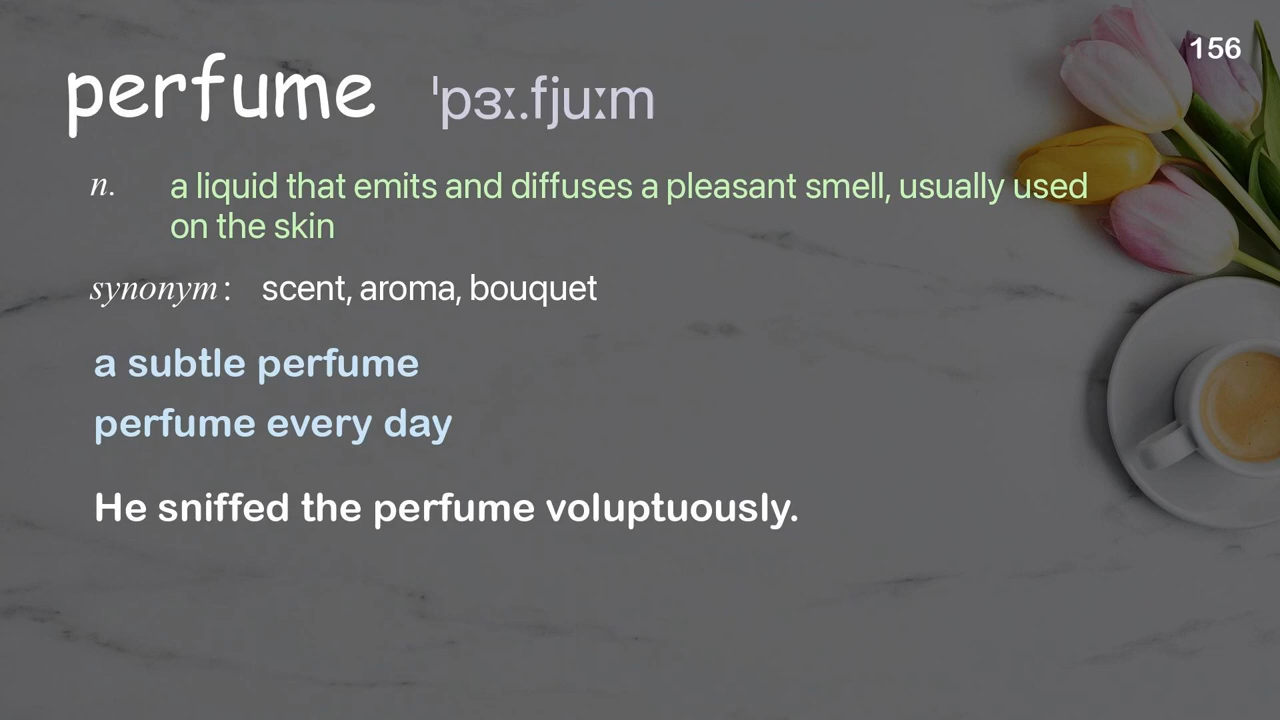 156
perfume ˈpɜː.fjuːm
n. a liquid that emits and diffuses a pleasant smell, usually used
on the skin
synonym: scent, aroma, bouquet
a subtle perfume
perfume every day
He sniffed the perfume voluptuously.